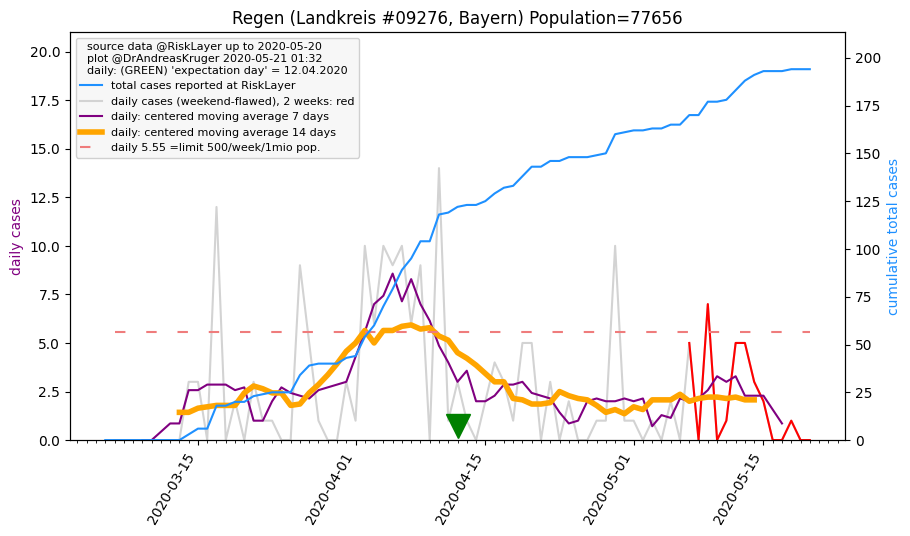 Regen (Landkreis #09276, Bayern) Population=77656
source data @RiskLayer up to 2020-05-20
plot @DrAndreasKruger 2020-05-21 01:32
daily: (GREEN) 'expectation day' = 12.04.2020
total cases reported at RiskLayer
daily cases (weekend-flawed), 2 weeks: red
daily: centered moving average 7 days
daily: centered moving average 14 days
daily 5.55 =limit 500/week/1mio pop.
daily cases
20.0
17.5
15.0
12.5
10.0
7.5
5.0
2.5
0.0
200
175
150
125
100
75
50
25
0
cumulative total cases
2020-03-15
2020-04-01
2020-04-15
2020-05-01
2020-05-15